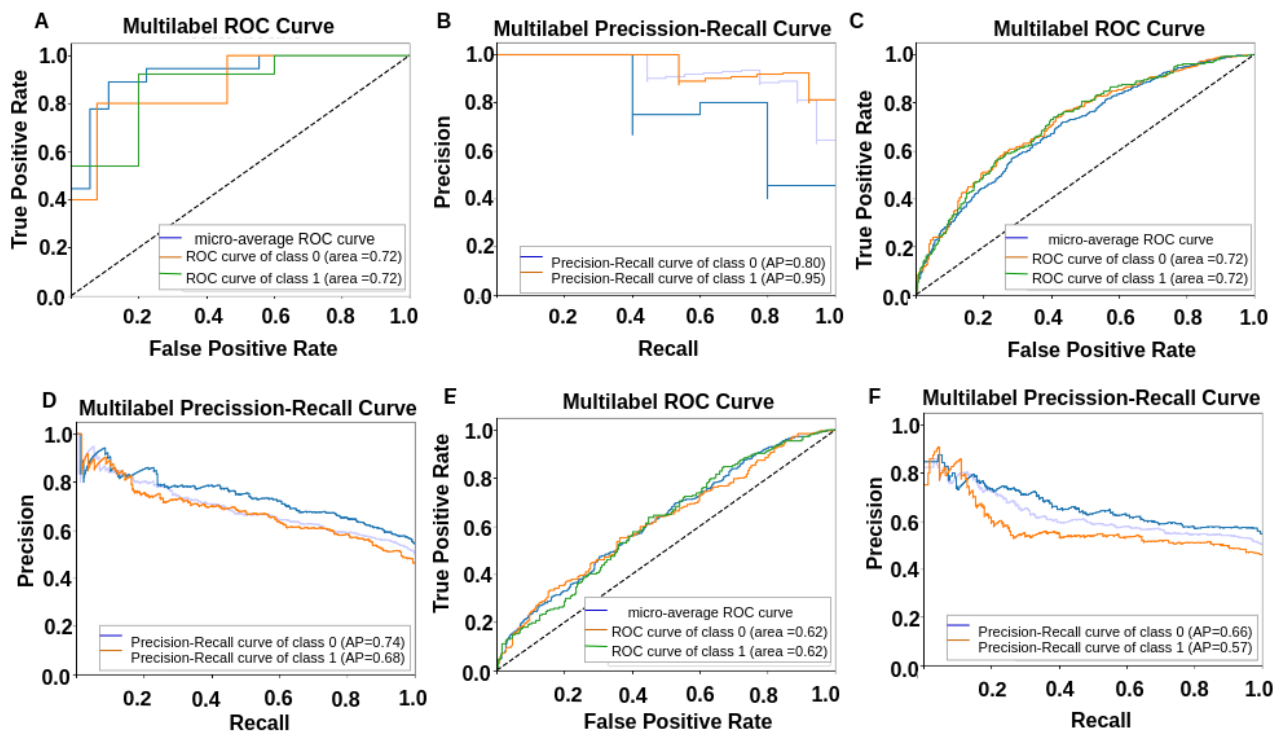 A
Multilabel ROC Curve
1.0
0.8
0.6
0.4
0.2
0.0
True Positive Rate
micro-average ROC curve
ROC curve of class 0 (area =0.72)
ROC curve of class 1 (area =0.72)
0.2
0.4
0.6
0.8
1.0
False Positive Rate
B
Multilabel Precission-Recall Curve
1.0
0.8
0.6
0.4
0.2
0.0
Precision
Precision-Recall curve of class 0 (AP=0.80)
Precision-Recall curve of class 1 (AP=0.95)
0.2
0.4
0.6
0.8
1.0
Recall
C
Multilabel ROC Curve
1.0
0.8
0.6
0.4
0.2
0.0
True Positive Rate
micro-average ROC curve
ROC curve of class 0 (area =0.72)
ROC curve of class 1 (area =0.72)
0.2
0.4
0.6
0.8
1.0
False Positive Rate
D
Multilabel Precission-Recall Curve
1.0
0.8
0.6
0.4
0.2
0.0
Precision
Precision-Recall curve of class 0 (AP=0.74)
Precision-Recall curve of class 1 (AP=0.68)
0.2
0.4
0.6
0.8
1.0
Recall
E
Multilabel ROC Curve
1.0
0.8
0.6
0.4
0.2
0.0
True Positive Rate
micro-average ROC curve
ROC curve of class 0 (area =0.62)
ROC curve of class 1 (area =0.62)
0.2
0.4
0.6
0.8
1.0
False Positive Rate
F
Multilabel Precission-Recall Curve
1.0
0.8
0.6
0.4
0.2
0.0
Precision
Precision-Recall curve of class 0 (AP=0.66)
Precision-Recall curve of class 1 (AP=0.57)
0.2
0.4
0.6
0.8
1.0
Recall